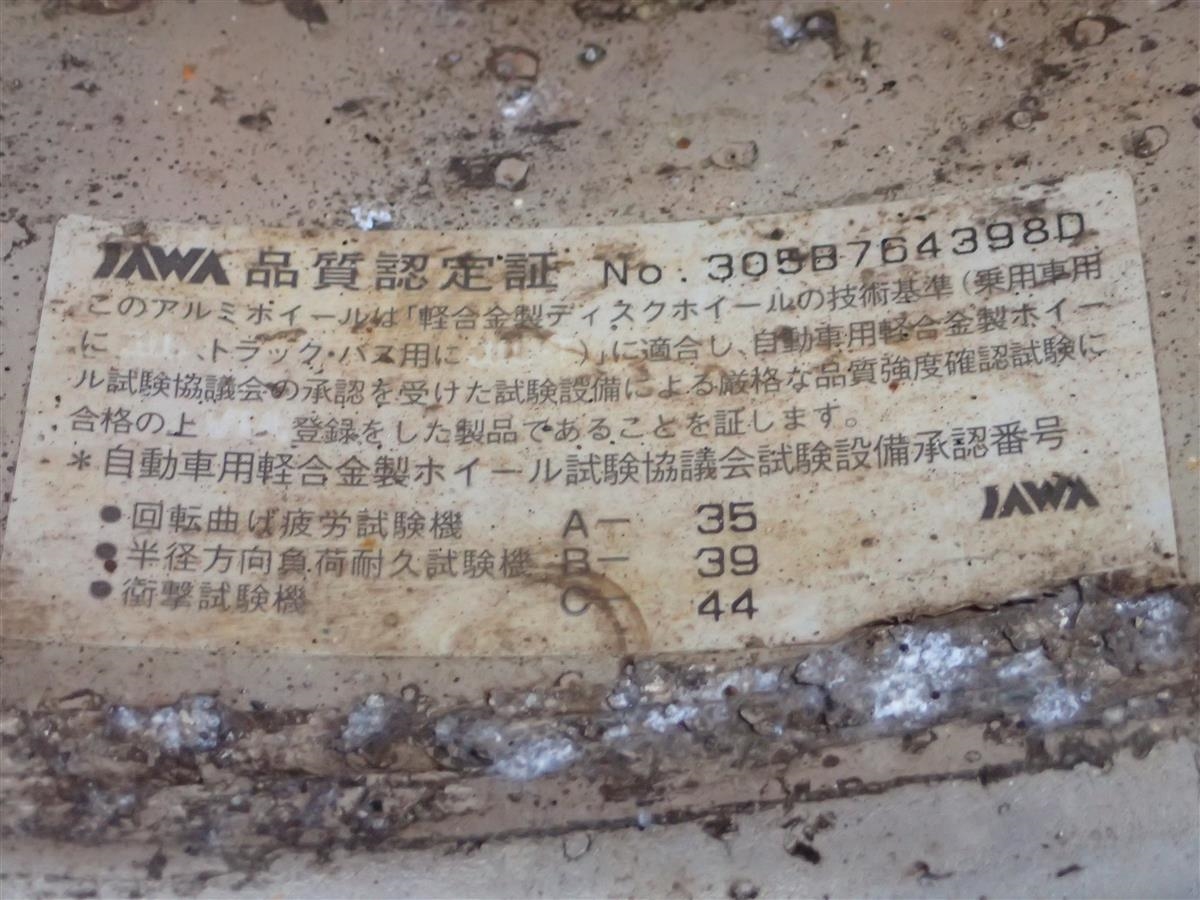 JAWA 品質認定証 No. 305B764398D
このアルミホイールは「軽合金製ディスクホイールの技術基準(乗用車用
に 、トラック・バス用に )」に適合し、自動車用軽合金製ホイー
ル試験協議会の承認を受けた試験設備による厳格な品質強度確認試験に
合格の上 登録をした製品であることを証します。
*自動車用軽合金製ホイール試験協議会試験設備承認番号
●回転曲げ疲労試験機 A- 35
JAWA
●半径方向負荷耐久試験機 B- 39
●衝撃試験機 C- 44